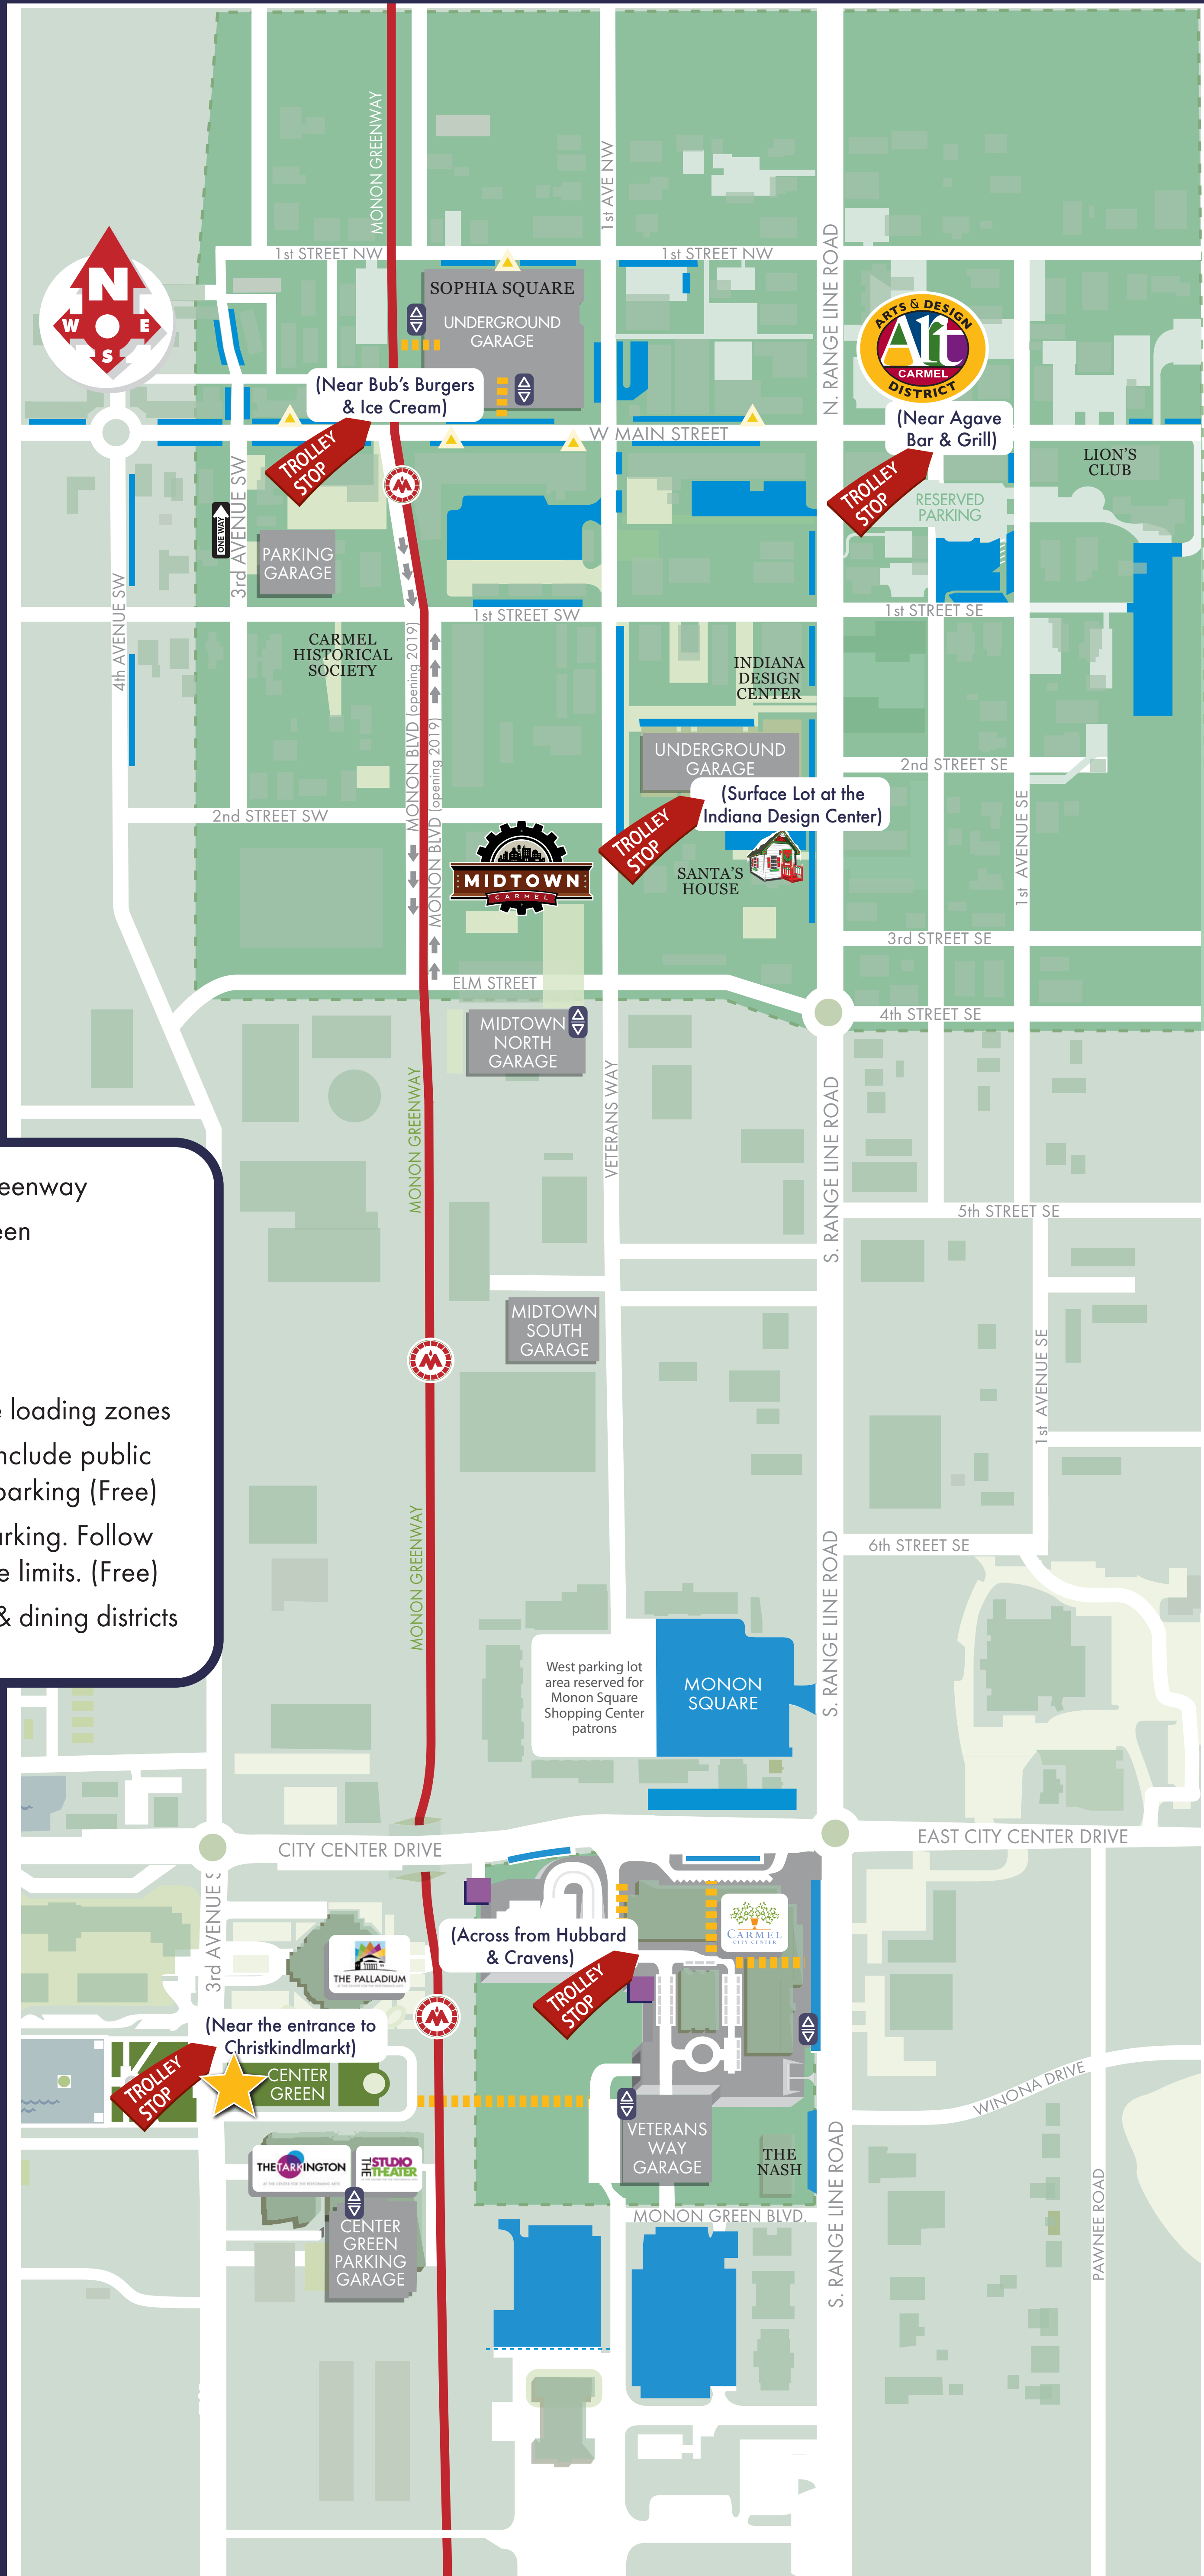 MONON GREENWAY
1st AVE NW
N. RANGE LINE ROAD
1st STREET NW
1st STREET NW
N
W
E
S
SOPHIA SQUARE
UNDERGROUND
GARAGE
ARTS & DESIGN
Art
CARMEL
DISTRICT
(Near Bub's Burgers
& Ice Cream)
TROLLEY
STOP
W MAIN STREET
(Near Agave
Bar & Grill)
TROLLEY
STOP
LION'S
CLUB
RESERVED
PARKING
ONE WAY
3rd AVENUE SW
PARKING
GARAGE
4th AVENUE SW
1st STREET SW
1st STREET SE
CARMEL
HISTORICAL
SOCIETY
MONON BLVD (opening 2019)
MONON BLVD (opening 2019)
INDIANA
DESIGN
CENTER
UNDERGROUND
GARAGE
2nd STREET SE
(Surface Lot at the
Indiana Design Center)
TROLLEY
STOP
2nd STREET SW
MIDTOWN
CARMEL
SANTA'S
HOUSE
1st AVENUE SE
3rd STREET SE
ELM STREET
4th STREET SE
MIDTOWN
NORTH
GARAGE
MONON GREENWAY
VETERANS WAY
S. RANGE LINE ROAD
eenway
een
5th STREET SE
MIDTOWN
SOUTH
GARAGE
1st AVENUE SE
e loading zones
nclude public
parking (Free)
arking. Follow
e limits. (Free)
& dining districts
MONON GREENWAY
S. RANGE LINE ROAD
6th STREET SE
West parking lot
area reserved for
Monon Square
Shopping Center
patrons
MONON
SQUARE
CITY CENTER DRIVE
EAST CITY CENTER DRIVE
3rd AVENUE S
(Across from Hubbard
& Cravens)
TROLLEY
STOP
CARMEL
CITY CENTER
THE PALLADIUM
(Near the entrance to
Christkindlmarkt)
TROLLEY
STOP
CENTER
GREEN
WINONA DRIVE
VETERANS
WAY
GARAGE
THE
NASH
THE TARKINGTON
THE STUDIO
THEATER
MONON GREEN BLVD.
CENTER
GREEN
PARKING
GARAGE
S. RANGE LINE ROAD
PAWNEE ROAD